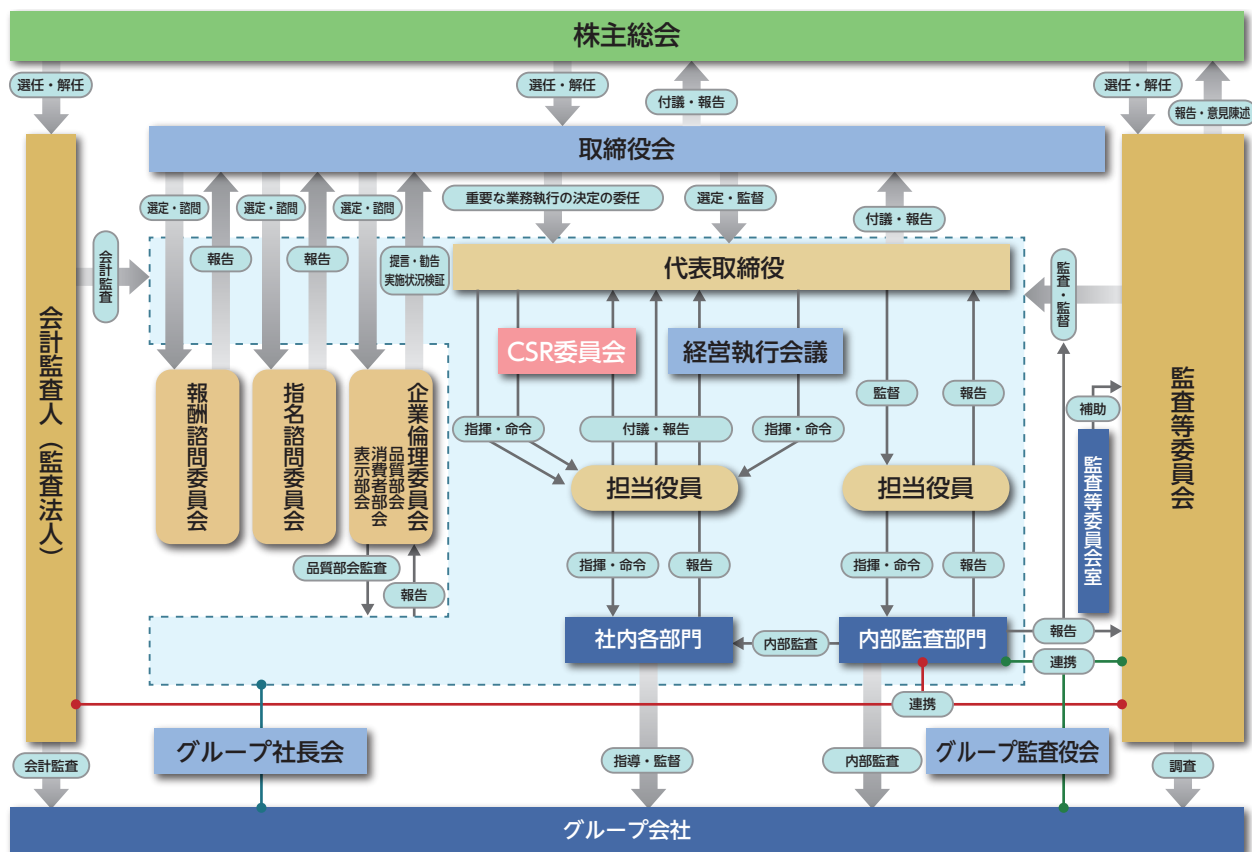 株主総会
選任・解任
選任・解任
付議・報告
選任・解任
報告・意見陳述
取締役会
選定・諮問
報告
選定・諮問
報告
選定・諮問
提言・勧告
実施状況検証
重要な業務執行の決定の委任
選定・監督
付議・報告
会計監査
代表取締役
監査・監督
会計監査人（監査法人）
CSR委員会
経営執行会議
監査等委員会
報酬諮問委員会
指名諮問委員会
企業倫理委員会
品質部会
消費者部会
表示部会
指揮・命令
付議・報告
指揮・命令
監督
報告
補助
担当役員
担当役員
監査等委員会室
品質部会監査
報告
指揮・命令
報告
指揮・命令
報告
社内各部門
内部監査
内部監査部門
報告
連携
連携
グループ社長会
グループ監査役会
会計監査
指導・監督
内部監査
調査
グループ会社